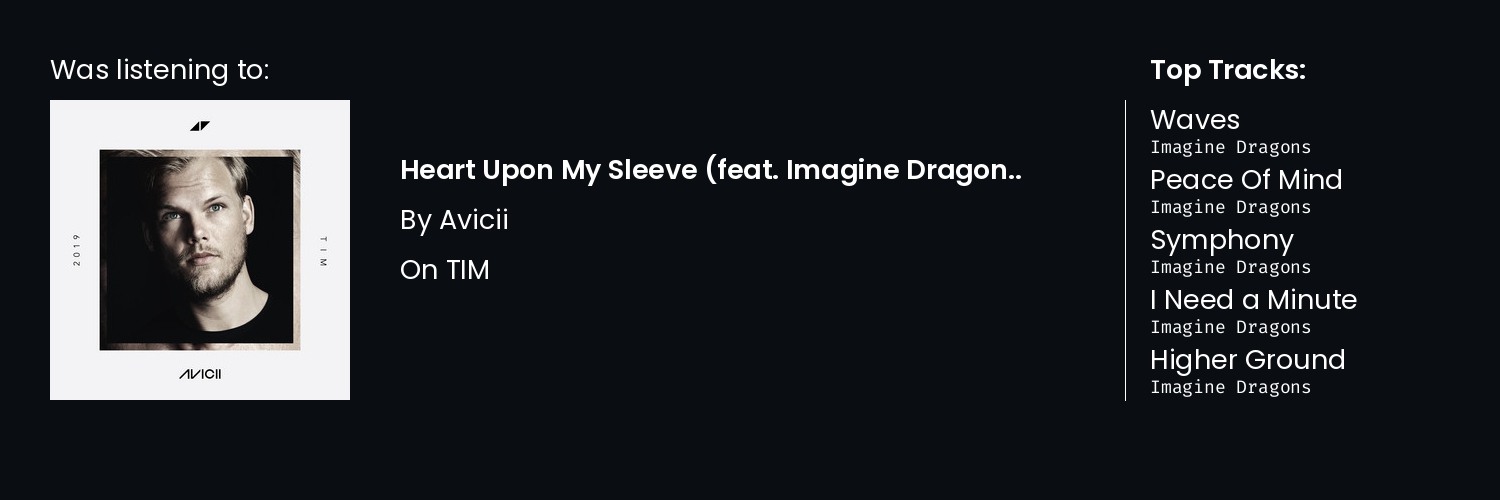 Was listening to:
2019
TIM
AVICII
Heart Upon My Sleeve (feat. Imagine Dragon..
By Avicii
On TIM
Top Tracks:
Waves
Imagine Dragons
Peace Of Mind
Imagine Dragons
Symphony
Imagine Dragons
I Need a Minute
Imagine Dragons
Higher Ground
Imagine Dragons